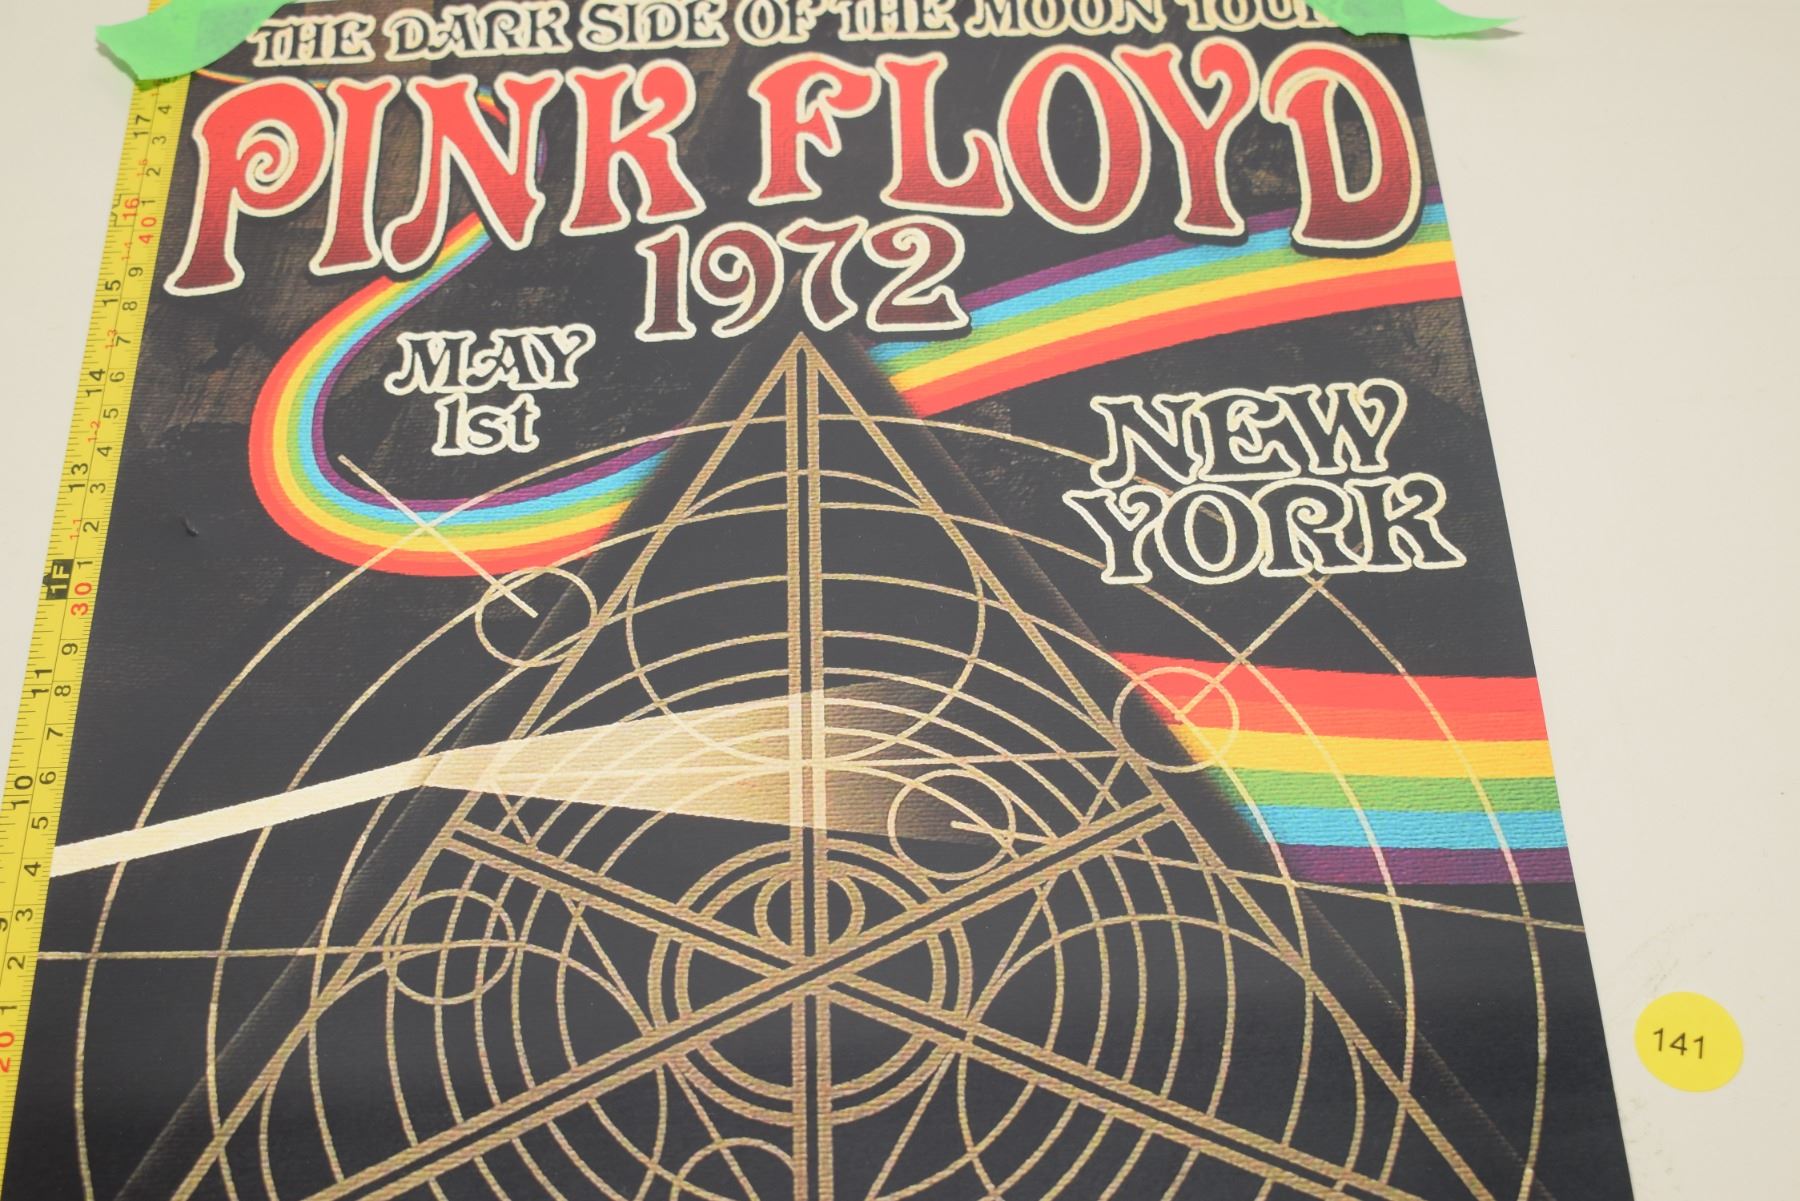 THE DARK SIDE OF THE MOON TOUR
PINK FLOYD
1972
MAY
1st
NEW
YORK
141